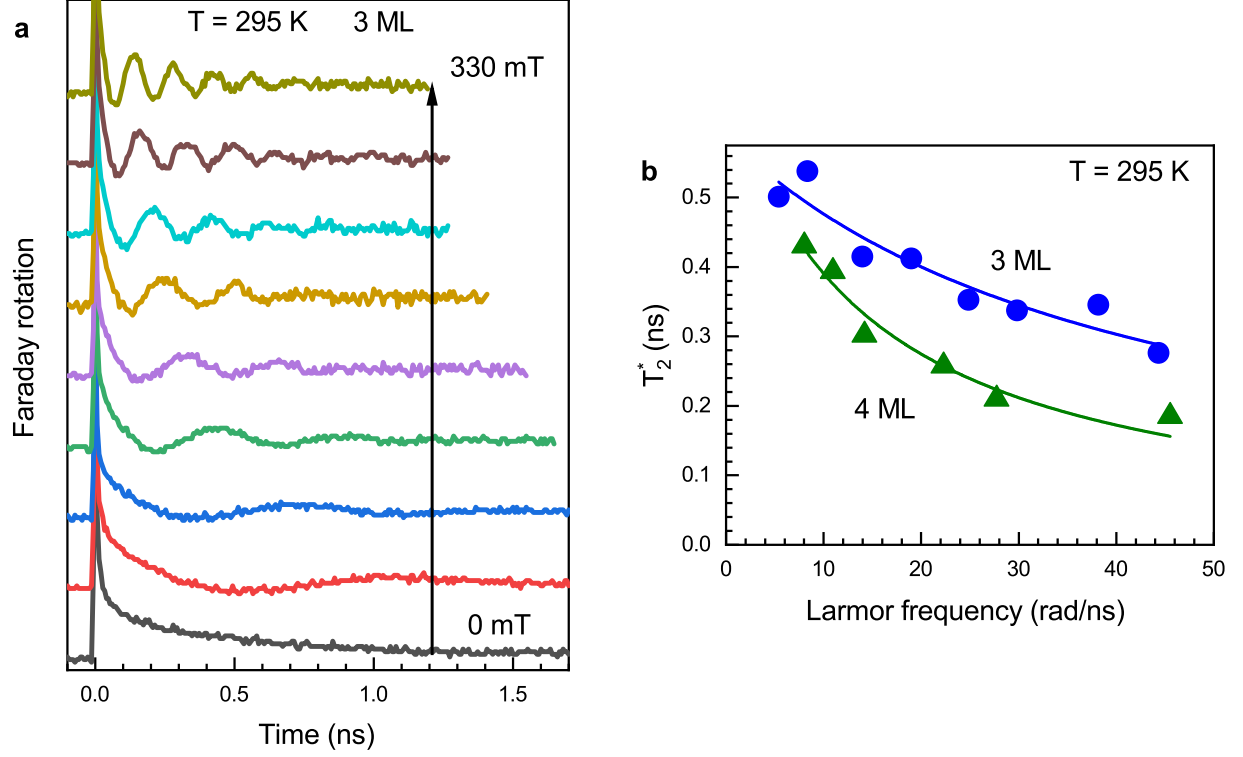 a
T = 295 K 3 ML
330 mT
0 mT
Faraday rotation
0.0 0.5 1.0 1.5
Time (ns)
b
T = 295 K
3 ML
4 ML
T2* (ns)
0.5
0.4
0.3
0.2
0.1
0.0
0 10 20 30 40 50
Larmor frequency (rad/ns)